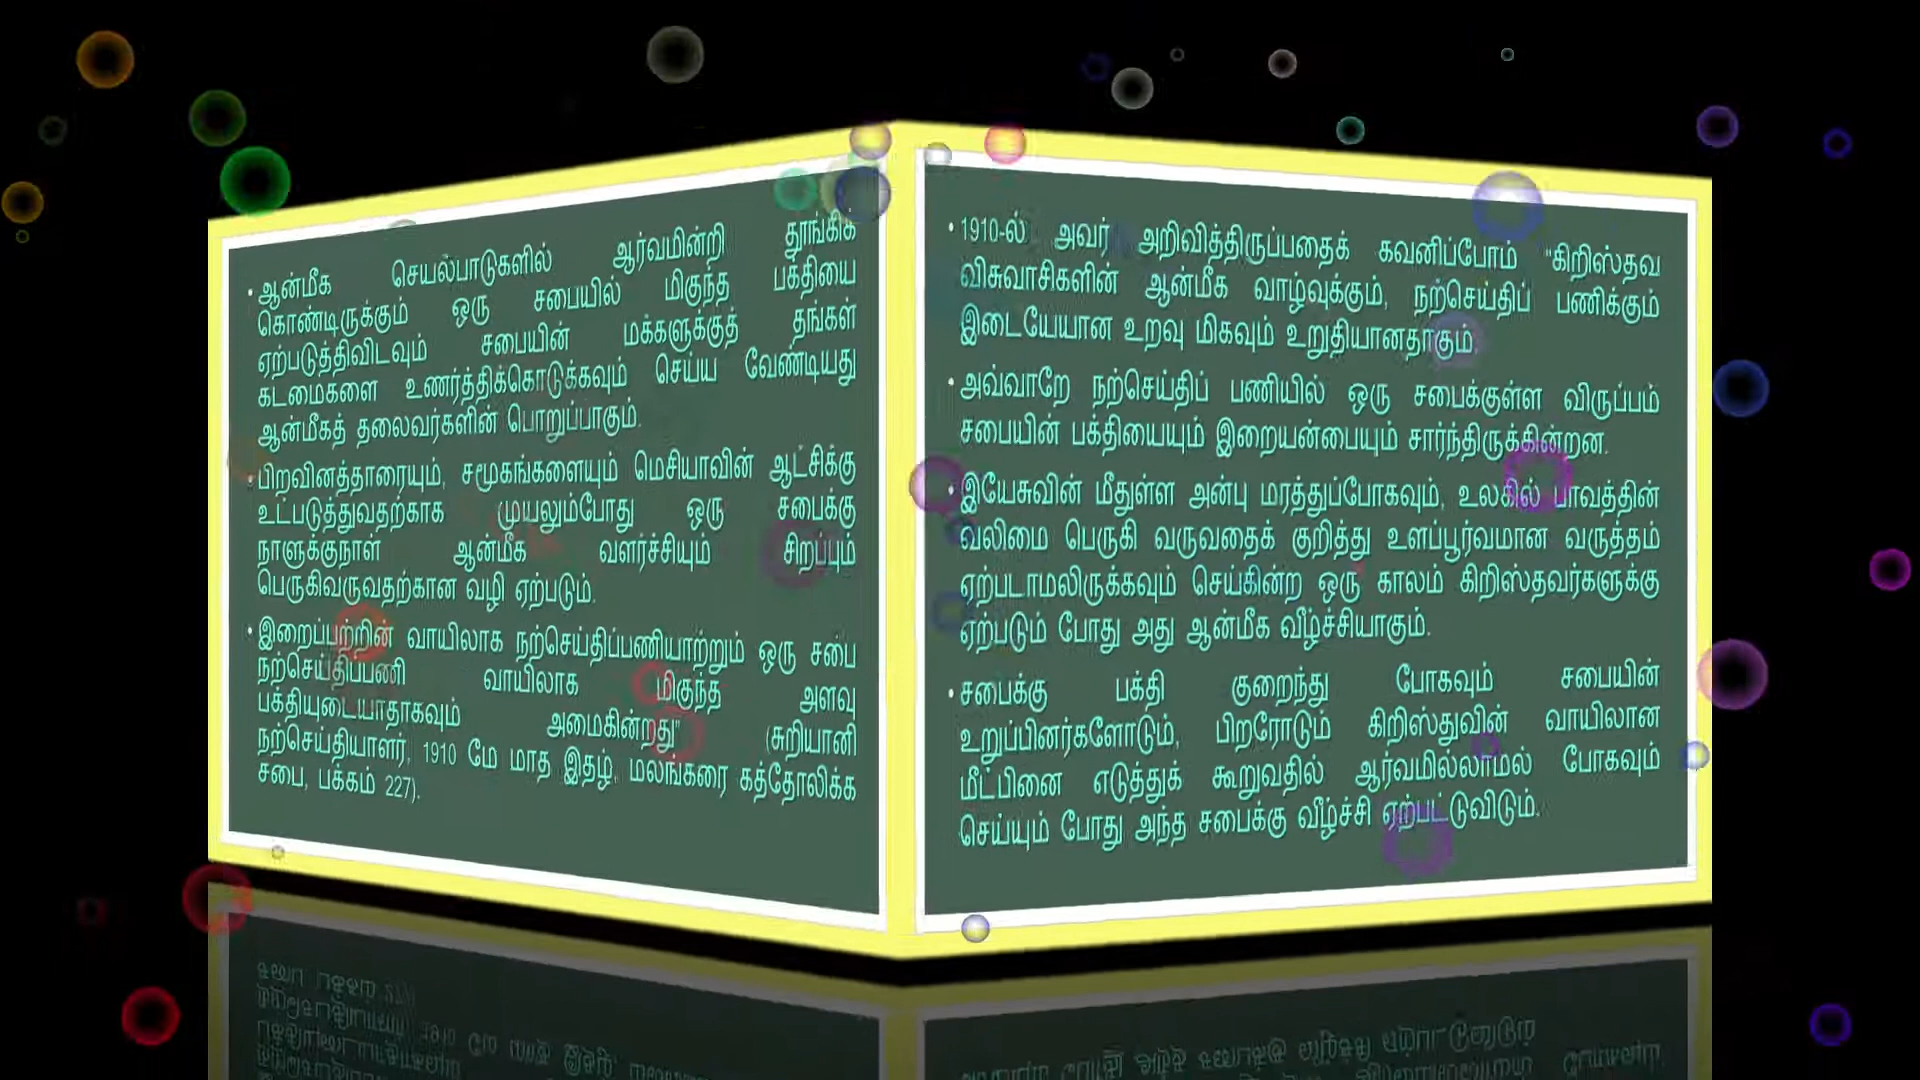 • ஆன்மீக செயல்பாடுகளில் ஆர்வமின்றி தூங்கிக்
கொண்டிருக்கும் ஒரு சபையில் மிகுந்த பக்தியை
ஏற்படுத்திவிடவும் சபையின் மக்களுக்குத் தங்கள்
கடமைகளை உணர்த்திக்கொடுக்கவும் செய்ய வேண்டியது
ஆன்மீகத் தலைவர்களின் பொறுப்பாகும்.
• பிறவினத்தாரையும், சமூகங்களையும் மெசியாவின் ஆட்சிக்கு
உட்படுத்துவதற்காக முயலும்போது ஒரு சபைக்கு
நாளுக்குநாள் ஆன்மீக வளர்ச்சியும் சிறப்பும்
பெருகிவருவதற்கான வழி ஏற்படும்.
• இறைப்பற்றின் வாயிலாக நற்செய்திப்பணியாற்றும் ஒரு சபை
நற்செய்திப்பணி வாயிலாக மிகுந்த அளவு
பக்தியுடையாதாகவும் அமைகின்றது" (சுறியானி
நற்செய்தியாளர், 1910 மே மாத இதழ், மலங்கரை கத்தோலிக்க
சபை, பக்கம் 227).
• 1910-ல் அவர் அறிவித்திருப்பதைக் கவனிப்போம் "கிறிஸ்தவ
விசுவாசிகளின் ஆன்மீக வாழ்வுக்கும், நற்செய்திப் பணிக்கும்
இடையேயான உறவு மிகவும் உறுதியானதாகும்.
• அவ்வாறே நற்செய்திப் பணியில் ஒரு சபைக்குள்ள விருப்பம்
சபையின் பக்தியையும் இறையன்பையும் சார்ந்திருக்கின்றன.
• இயேசுவின் மீதுள்ள அன்பு மரத்துப்போகவும், உலகில் பாவத்தின்
வலிமை பெருகி வருவதைக் குறித்து உளப்பூர்வமான வருத்தம்
ஏற்படாமலிருக்கவும் செய்கின்ற ஒரு காலம் கிறிஸ்தவர்களுக்கு
ஏற்படும் போது அது ஆன்மீக வீழ்ச்சியாகும்.
• சபைக்கு பக்தி குறைந்து போகவும் சபையின்
உறுப்பினர்களோடும், பிறரோடும் கிறிஸ்துவின் வாயிலான
மீட்பினை எடுத்துக் கூறுவதில் ஆர்வமில்லாமல் போகவும்
செய்யும் போது அந்த சபைக்கு வீழ்ச்சி ஏற்பட்டுவிடும்.